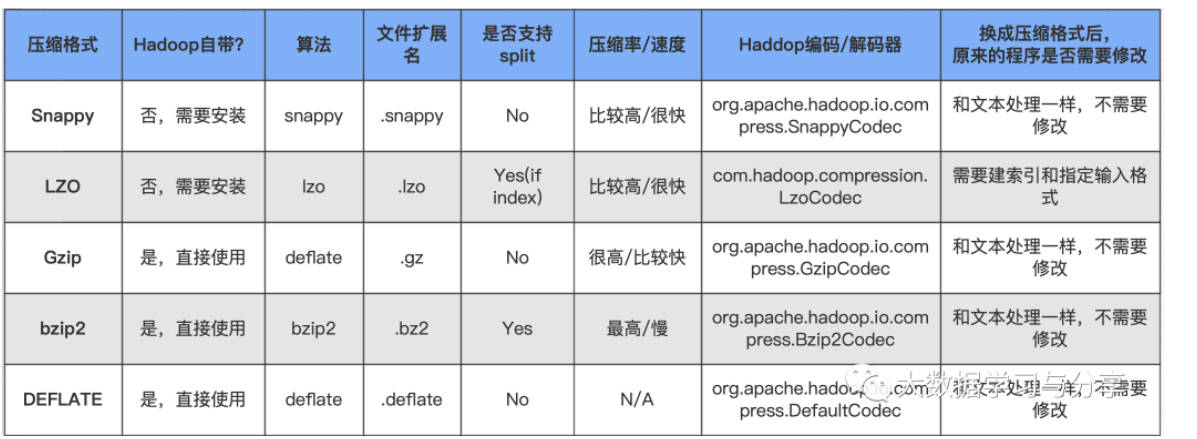 压缩格式
Hadoop自带?
算法
文件扩展
名
是否支持
split
压缩率/速度
Haddop编码/解码器
换成压缩格式后，
原来的程序是否需要修改
Snappy
否，需要安装
snappy
.snappy
No
比较高/很快
org.apache.hadoop.io.com
press.SnappyCodec
和文本处理一样，不需要
修改
LZO
否，需要安装
lzo
.lzo
Yes(if
index)
比较高/很快
com.hadoop.compression.
LzoCodec
需要建索引和指定输入格
式
Gzip
是，直接使用
deflate
.gz
No
很高/比较快
org.apache.hadoop.io.com
press.GzipCodec
和文本处理一样，不需要
修改
bzip2
是，直接使用
bzip2
.bz2
Yes
最高/慢
org.apache.hadoop.io.com
press.Bzip2Codec
和文本处理一样，不需要
修改
DEFLATE
是，直接使用
deflate
.deflate
No
N/A
org.apache.hadoop.io.com
press.DefaultCodec
和文本处理一样，不需要
修改
大数据学习与分享